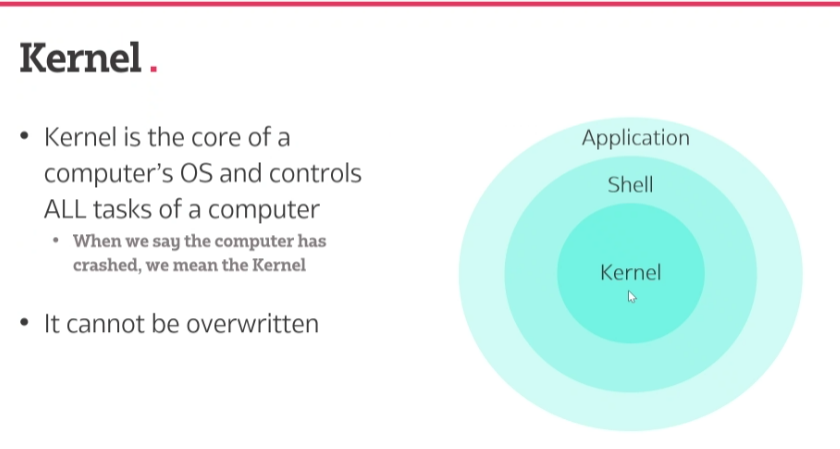 Kernel.
• Kernel is the core of a
computer’s OS and controls
ALL tasks of a computer
• When we say the computer has
crashed, we mean the Kernel
• It cannot be overwritten
Application
Shell
Kernel